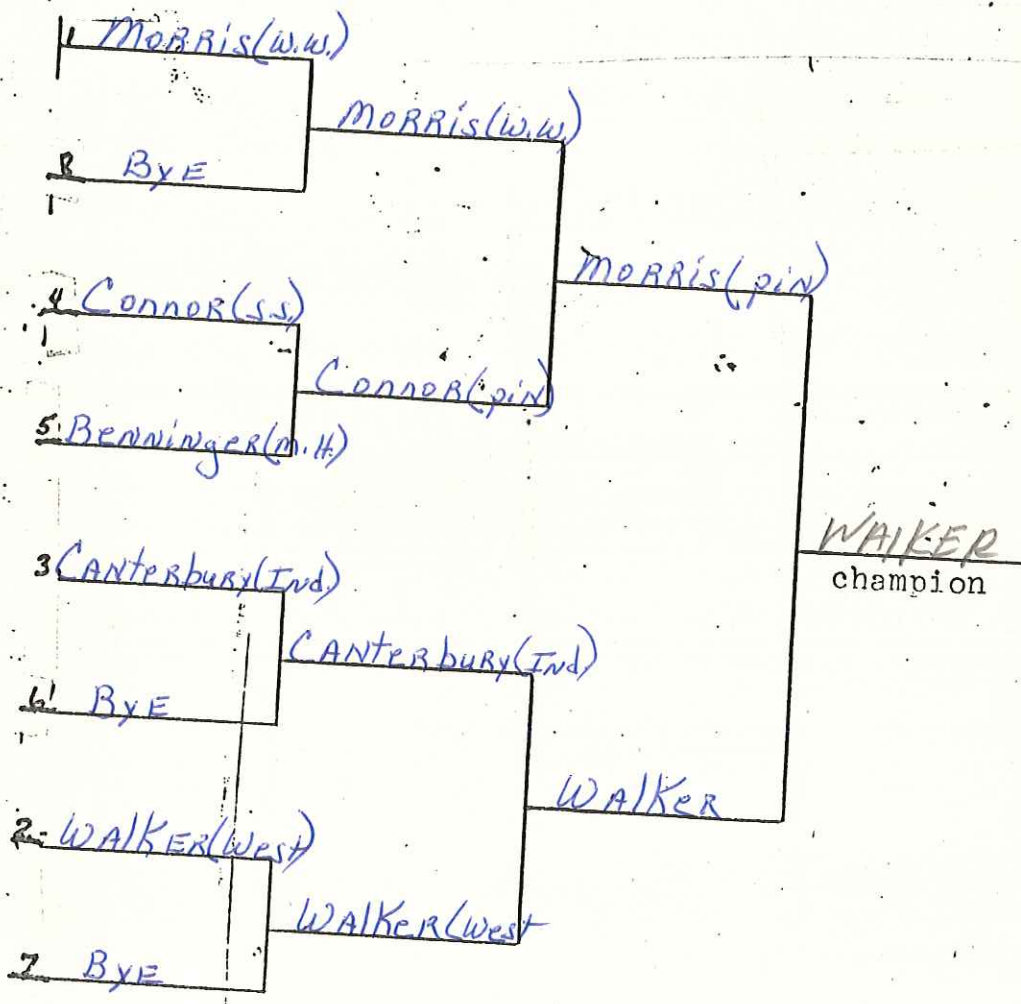 1 MORRis(w.w.)
MORRis(w.w.)
8 ByE
MORRis(pin)
4 Connor(s.s.)
Connor(pin)
5 Benninger(m.H.)
WAlKER
champion
3 CANterbury(Ind.)
CANterbury(Ind)
6 ByE
WAlKer
2 WAlKER(West)
WAlKer(West
7 ByE